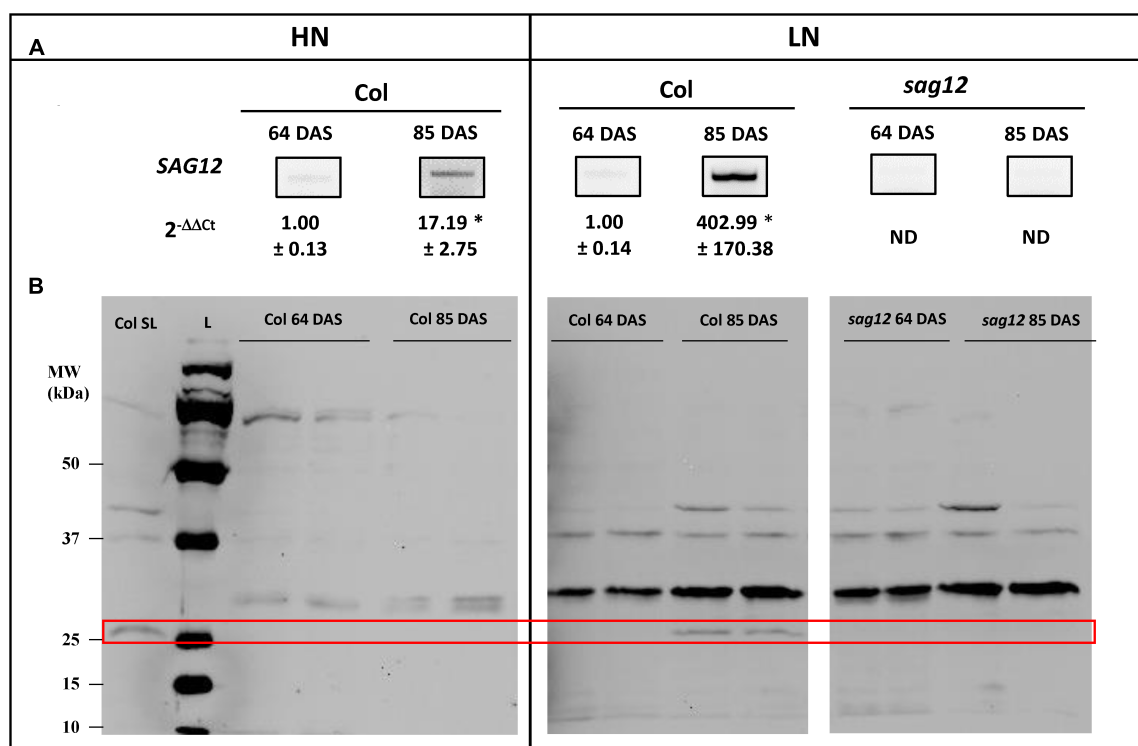 A HN LN
Col Col sag12
64 DAS 85 DAS 64 DAS 85 DAS 64 DAS 85 DAS
SAG12
2-ΔΔCt 1.00 17.19 * 1.00 402.99 * ND ND
± 0.13 ± 2.75 ± 0.14 ± 170.38
B
Col SL L Col 64 DAS Col 85 DAS Col 64 DAS Col 85 DAS sag12 64 DAS sag12 85 DAS
MW
(kDa)
50
37
25
15
10